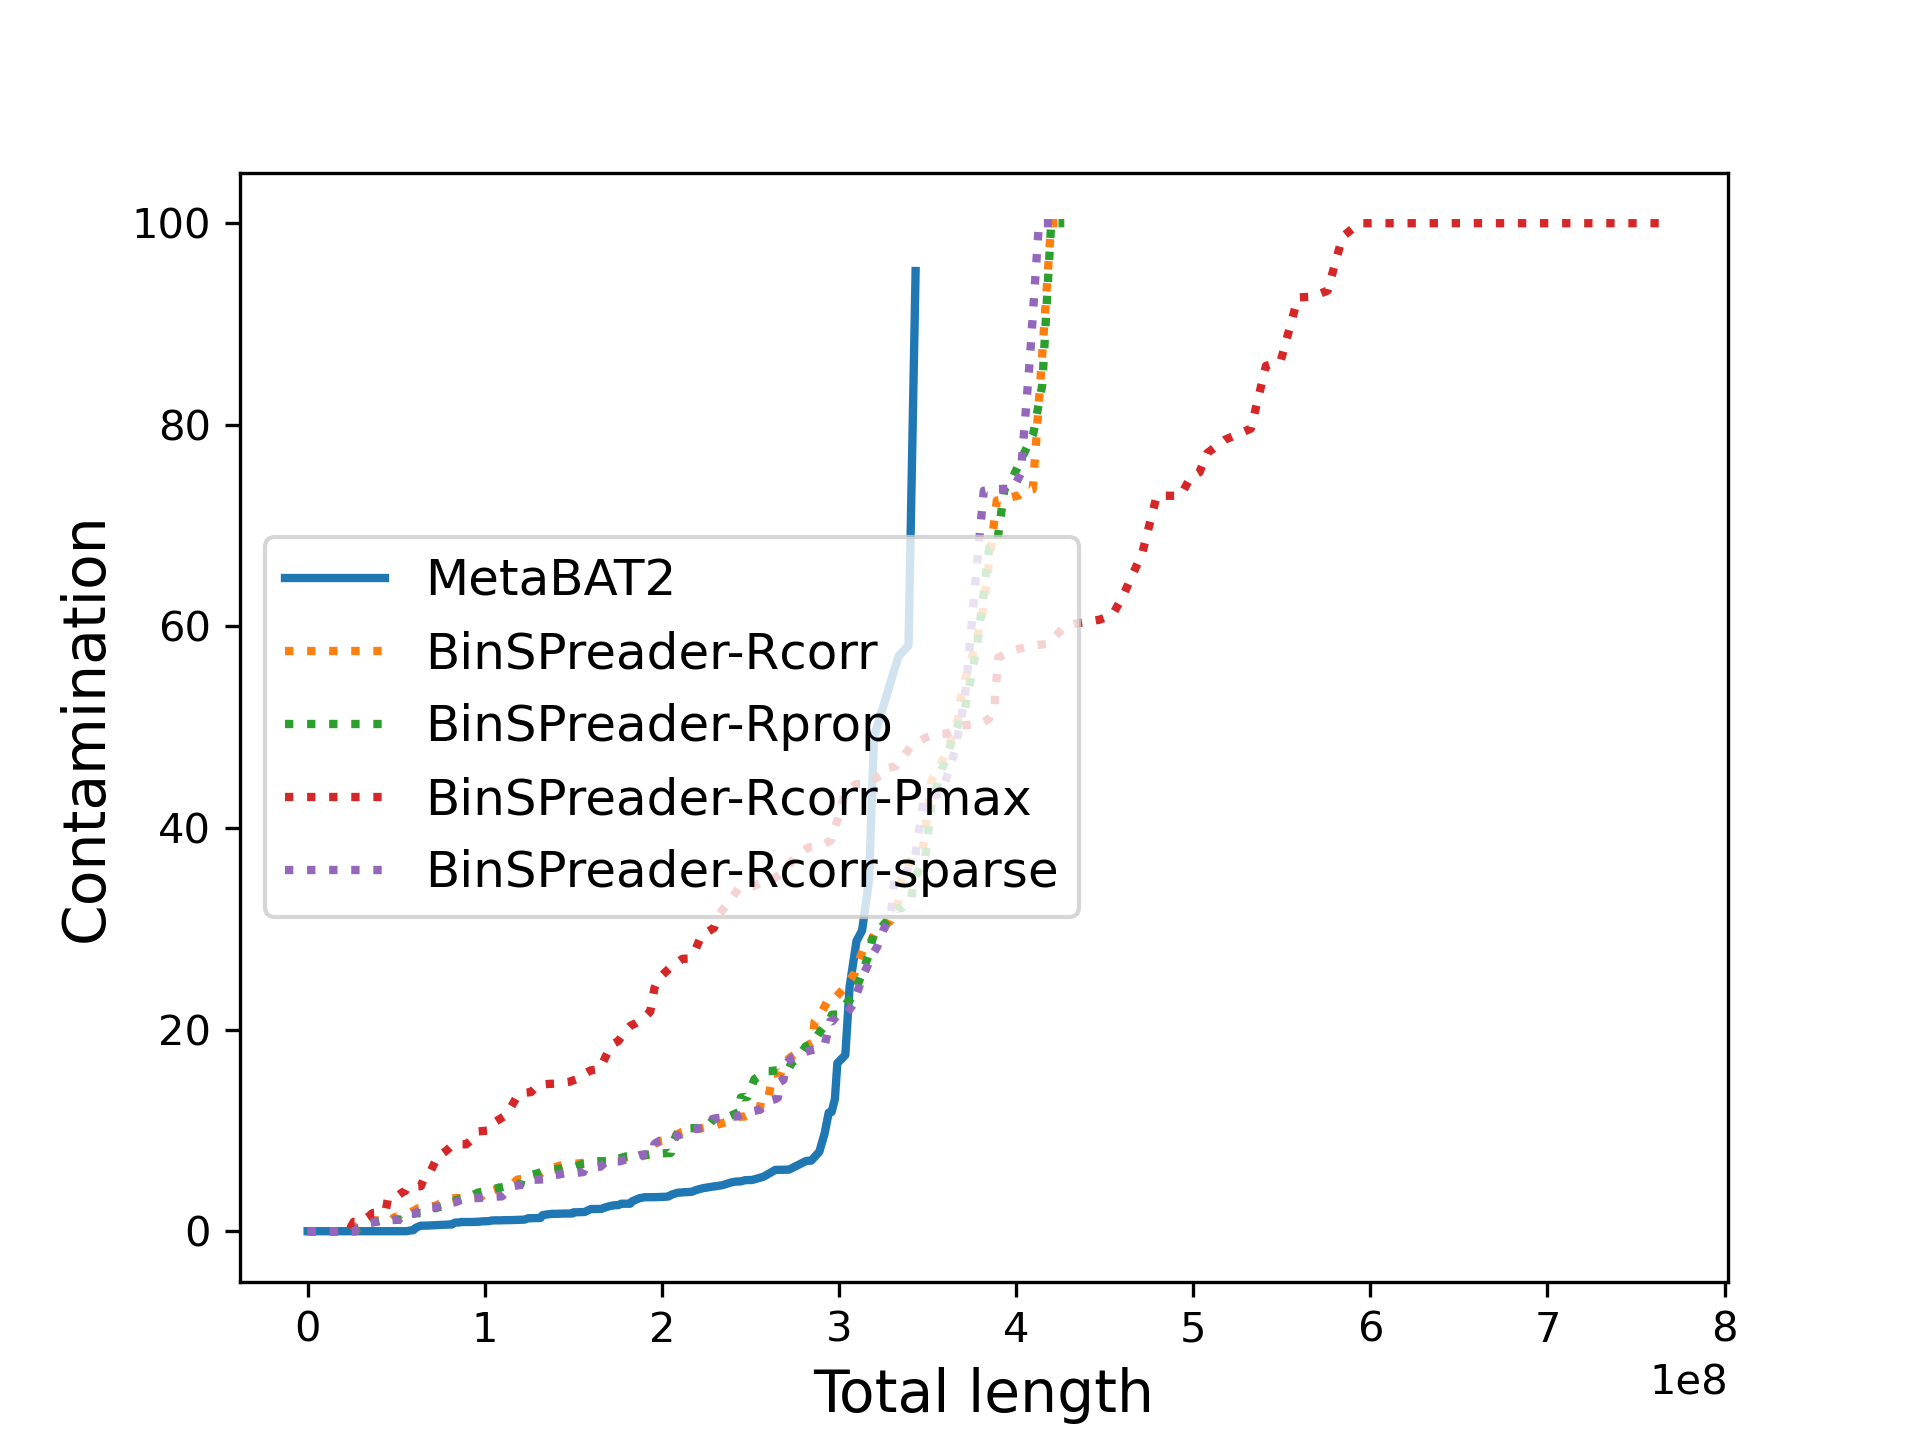 100
80
60
40
20
0
Contamination
MetaBAT2
BinSPreader-Rcorr
BinSPreader-Rprop
BinSPreader-Rcorr-Pmax
BinSPreader-Rcorr-sparse
0 1 2 3 4 5 6 7 8
1e8
Total length